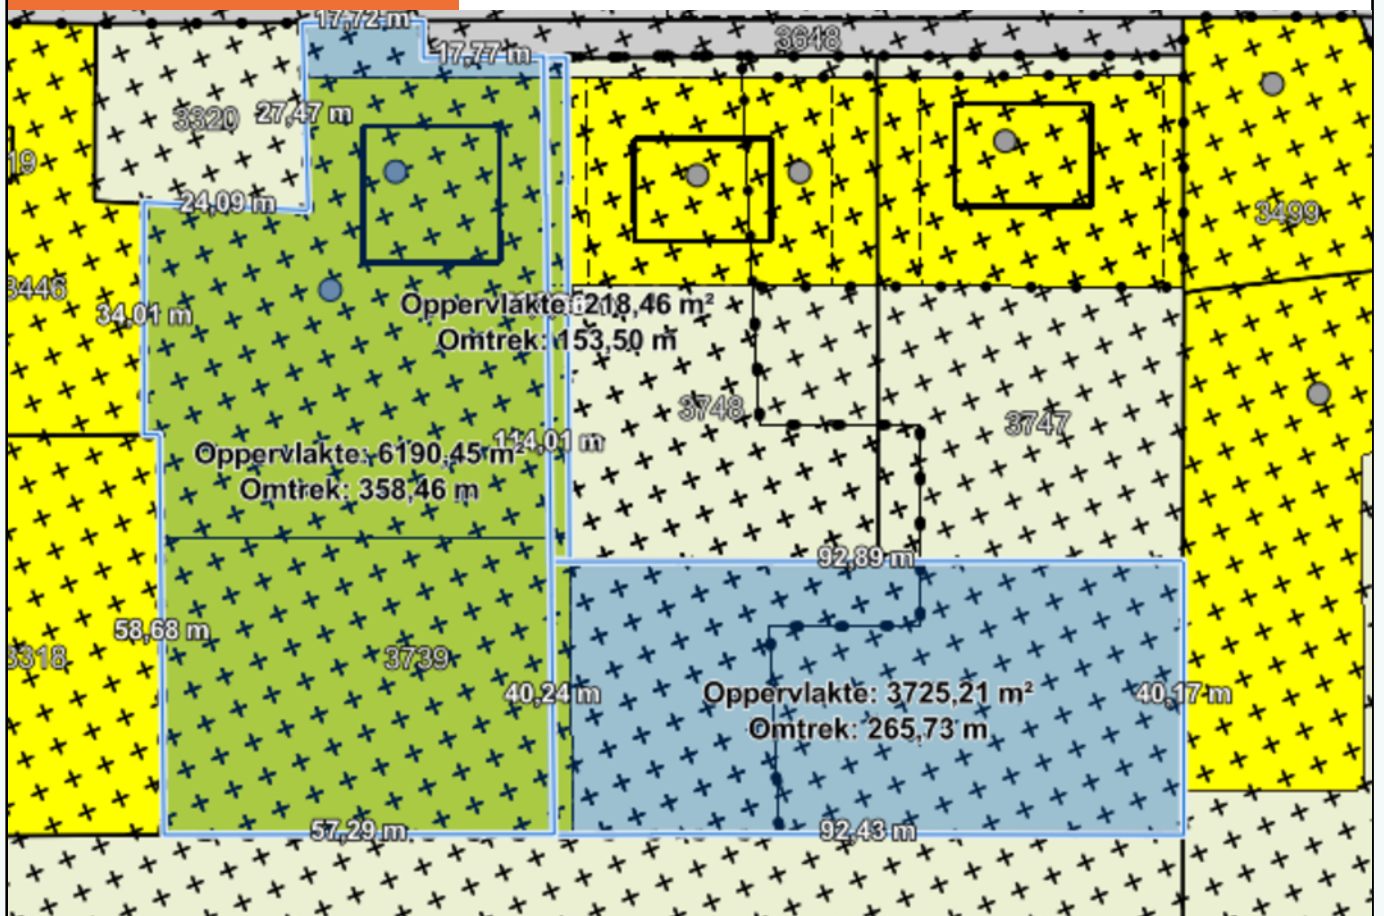 17,72 m
17,77 m
3648
3320
27,47 m
19
24,09 m
3499
3446
34,01 m
Oppervlakte: 218,46 m²
Omtrek: 153,50 m
3748
3747
114,01 m
Oppervlakte: 6190,45 m²
Omtrek: 358,46 m
92,89 m
58,68 m
3318
3739
40,24 m
Oppervlakte: 3725,21 m²
Omtrek: 265,73 m
40,17 m
57,29 m
92,43 m